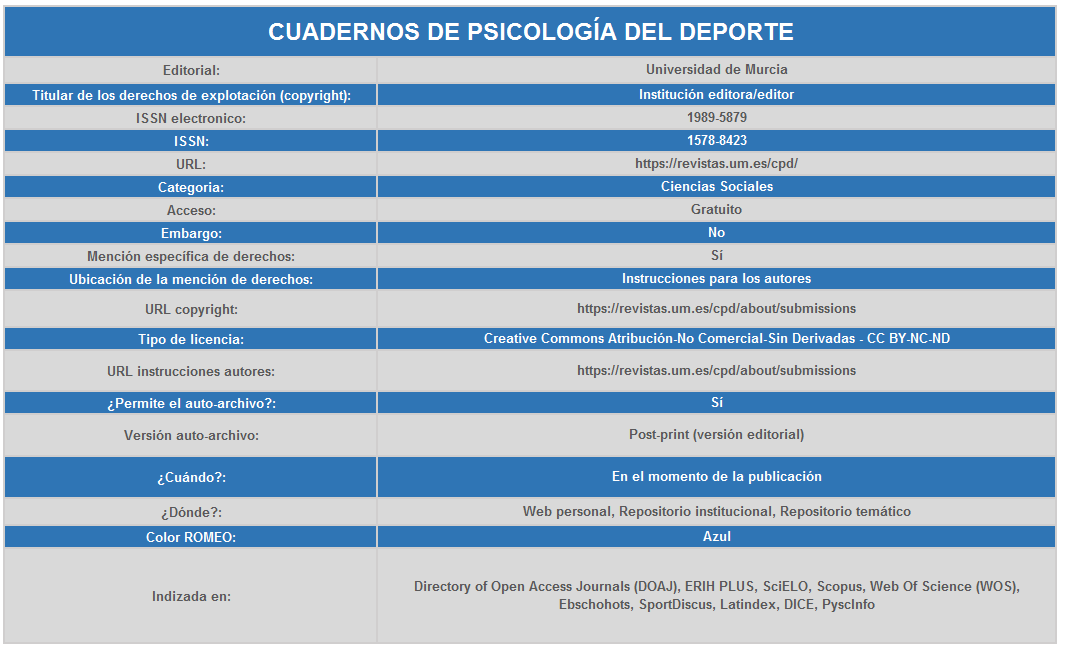 CUADERNOS DE PSICOLOGÍA DEL DEPORTE
Editorial: Universidad de Murcia
Titular de los derechos de explotación (copyright): Institución editora/editor
ISSN electronico: 1989-5879
ISSN: 1578-8423
URL: https://revistas.um.es/cpd/
Categoria: Ciencias Sociales
Acceso: Gratuito
Embargo: No
Mención específica de derechos: Sí
Ubicación de la mención de derechos: Instrucciones para los autores
URL copyright: https://revistas.um.es/cpd/about/submissions
Tipo de licencia: Creative Commons Atribución-No Comercial-Sin Derivadas - CC BY-NC-ND
URL instrucciones autores: https://revistas.um.es/cpd/about/submissions
¿Permite el auto-archivo?: Sí
Versión auto-archivo: Post-print (versión editorial)
¿Cuándo?: En el momento de la publicación
¿Dónde?: Web personal, Repositorio institucional, Repositorio temático
Color ROMEO: Azul
Indizada en: Directory of Open Access Journals (DOAJ), ERIH PLUS, SciELO, Scopus, Web Of Science (WOS),
Ebschohots, SportDiscus, Latindex, DICE, PyscInfo